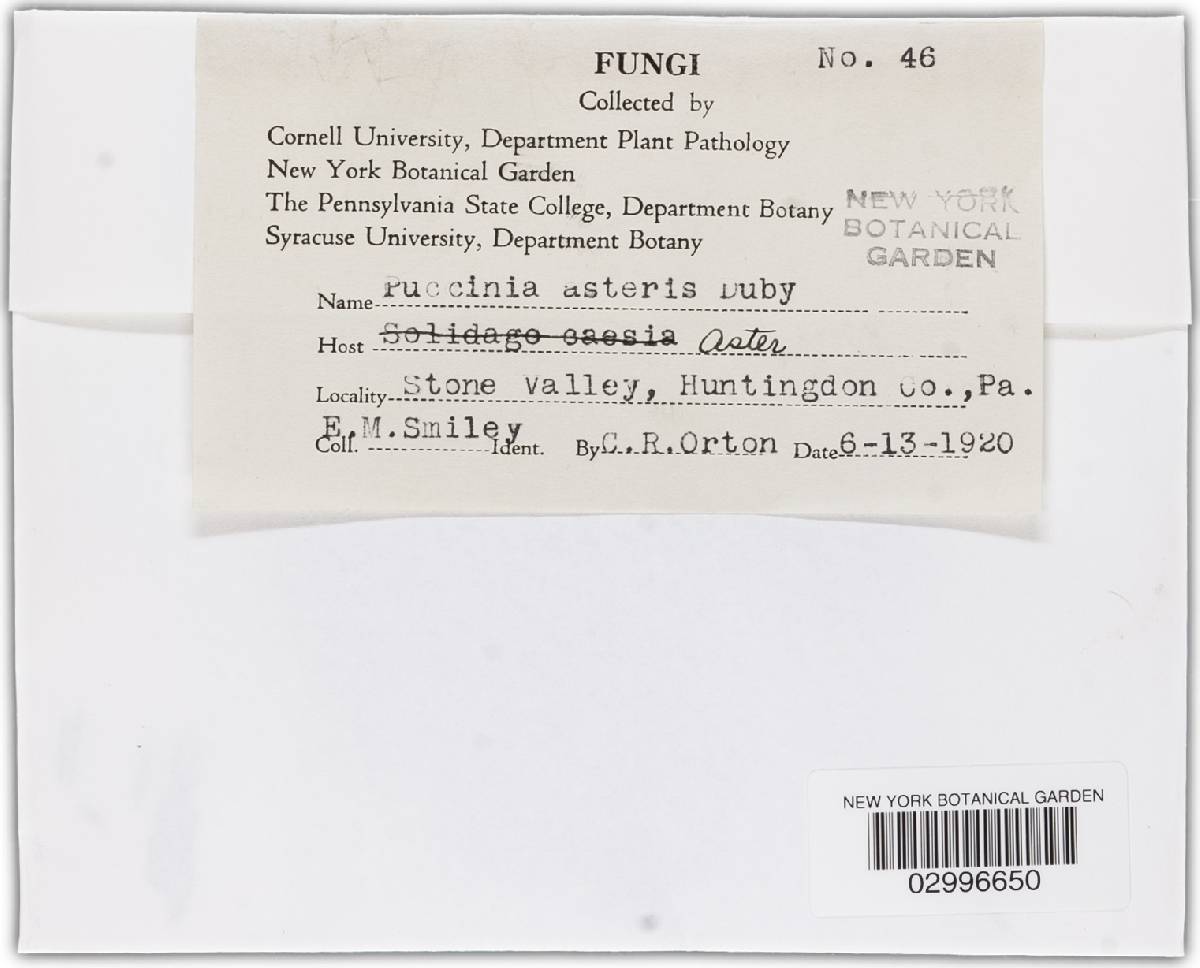 FUNGI No. 46
Collected by
Cornell University, Department Plant Pathology
New York Botanical Garden
The Pennsylvania State College, Department Botany
Syracuse University, Department Botany
NEW YORK
BOTANICAL
GARDEN
Name Puccinia asteris Duby
Host Solidago caesia Aster
Locality Stone Valley, Huntingdon Co., Pa.
Coll. E.M.Smiley Ident. By C.R.Orton Date 6-13-1920
NEW YORK BOTANICAL GARDEN
02996650